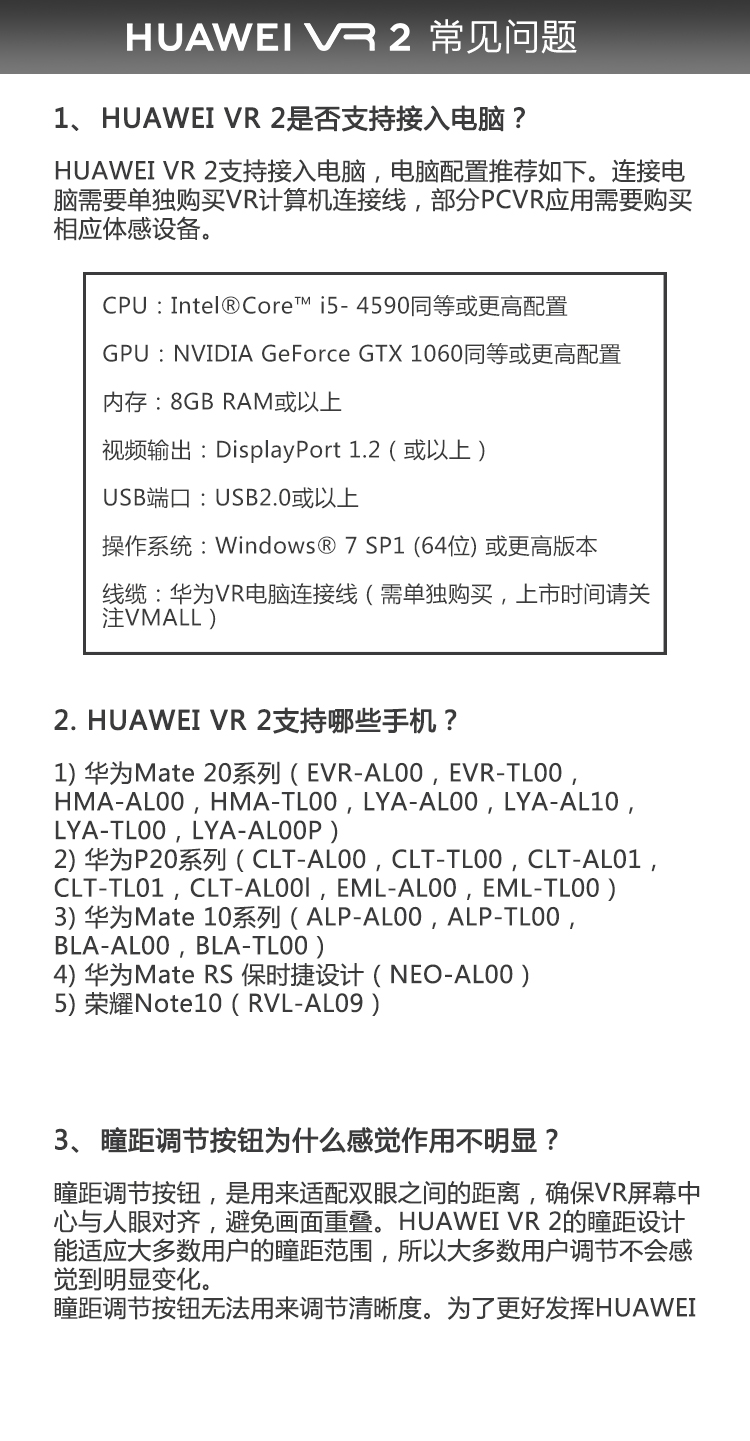 HUAWEI VR 2 常见问题
1、 HUAWEI VR 2是否支持接入电脑？
HUAWEI VR 2支持接入电脑，电脑配置推荐如下。连接电
脑需要单独购买VR计算机连接线，部分PCVR应用需要购买
相应体感设备。
CPU：Intel®Core™ i5- 4590同等或更高配置
GPU：NVIDIA GeForce GTX 1060同等或更高配置
内存：8GB RAM或以上
视频输出：DisplayPort 1.2（或以上）
USB端口：USB2.0或以上
操作系统：Windows® 7 SP1 (64位) 或更高版本
线缆：华为VR电脑连接线（需单独购买，上市时间请关
注VMALL）
2. HUAWEI VR 2支持哪些手机？
1) 华为Mate 20系列（EVR-AL00，EVR-TL00，
HMA-AL00，HMA-TL00，LYA-AL00，LYA-AL10，
LYA-TL00，LYA-AL00P）
2) 华为P20系列（CLT-AL00，CLT-TL00，CLT-AL01，
CLT-TL01，CLT-AL00l，EML-AL00，EML-TL00）
3) 华为Mate 10系列（ALP-AL00，ALP-TL00，
BLA-AL00，BLA-TL00）
4) 华为Mate RS 保时捷设计（NEO-AL00）
5) 荣耀Note10（RVL-AL09）
3、 瞳距调节按钮为什么感觉作用不明显？
瞳距调节按钮，是用来适配双眼之间的距离，确保VR屏幕中
心与人眼对齐，避免画面重叠。HUAWEI VR 2的瞳距设计
能适应大多数用户的瞳距范围，所以大多数用户调节不会感
觉到明显变化。
瞳距调节按钮无法用来调节清晰度。为了更好发挥HUAWEI